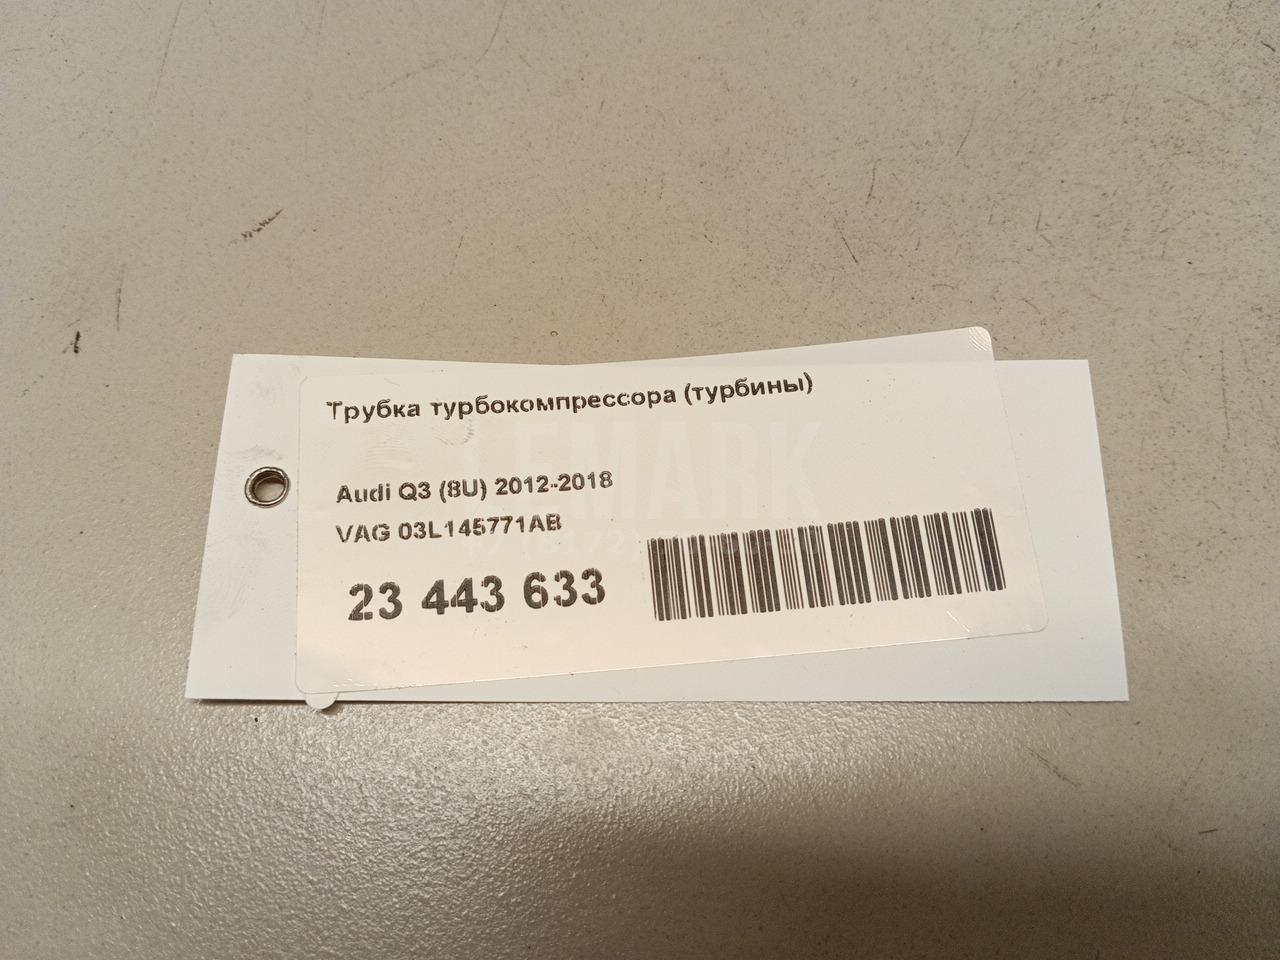 Трубка турбокомпрессора (турбины)
Audi Q3 (8U) 2012-2018
VAG 03L145771AB
23 443 633